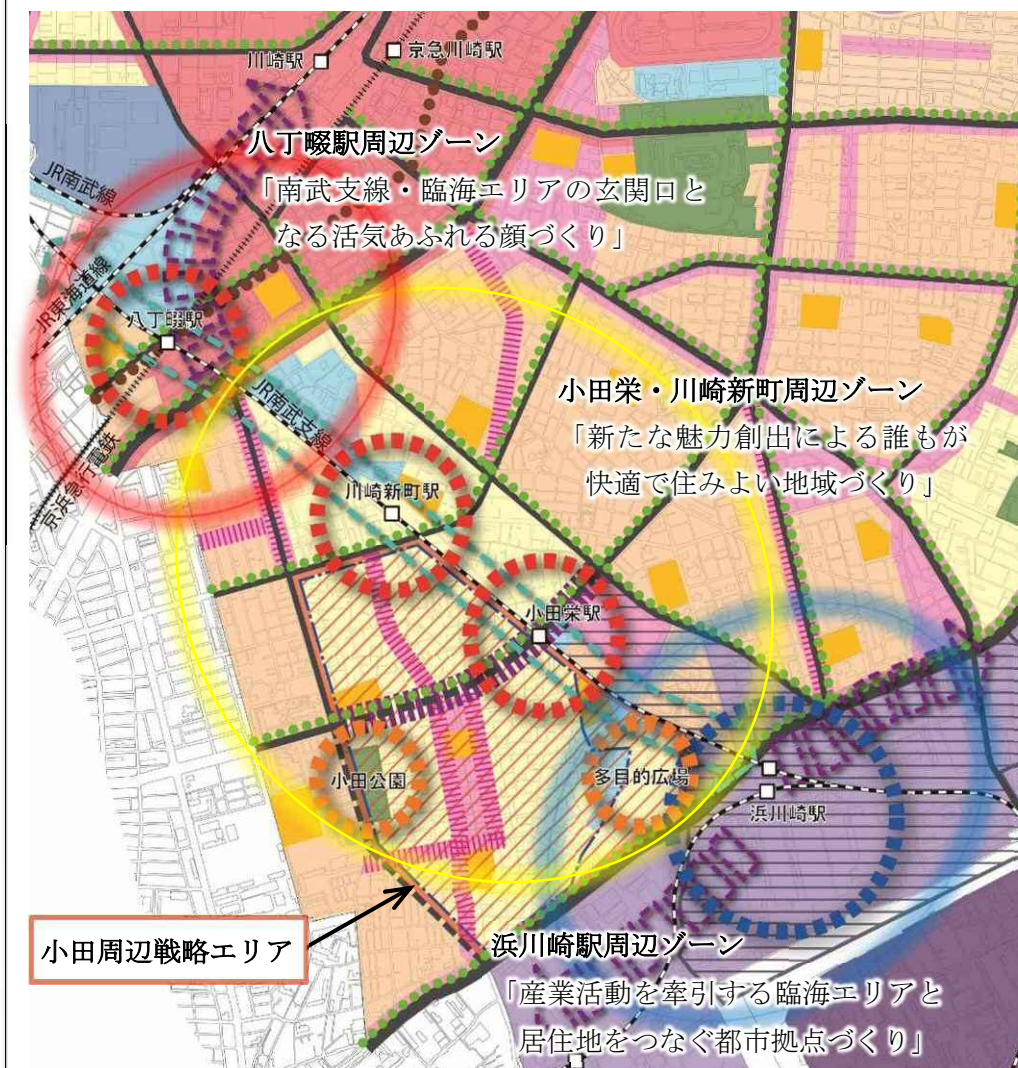 川崎駅
京急川崎駅
八丁畷駅周辺ゾーン
「南武支線・臨海エリアの玄関口と
なる活気あふれる顔づくり」
JR南武線
JR東海道線
八丁畷駅
JR南武支線
京浜急行電鉄
川崎新町駅
小田栄・川崎新町周辺ゾーン
「新たな魅力創出による誰もが
快適で住みよい地域づくり」
小田栄駅
小田公園
多目的広場
浜川崎駅
小田周辺戦略エリア
浜川崎駅周辺ゾーン
「産業活動を牽引する臨海エリアと
居住地をつなぐ都市拠点づくり」